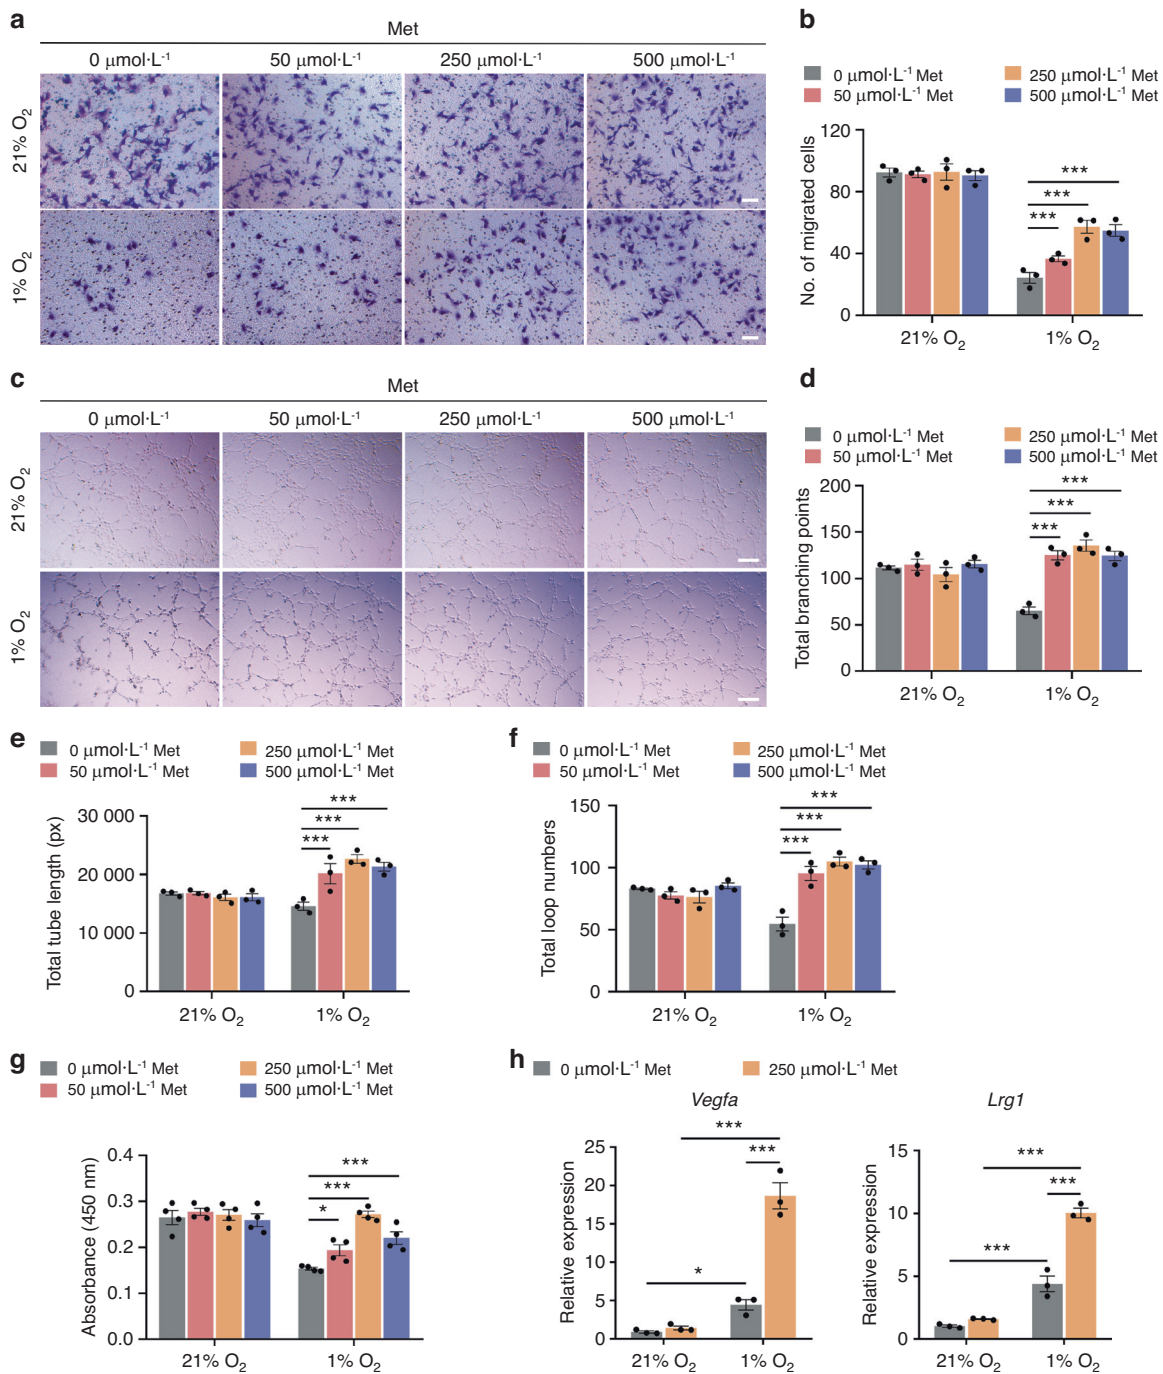 a
Met
0 μmol·L⁻¹ 50 μmol·L⁻¹ 250 μmol·L⁻¹ 500 μmol·L⁻¹
21% O₂
1% O₂
b
0 μmol·L⁻¹ Met 250 μmol·L⁻¹ Met
50 μmol·L⁻¹ Met 500 μmol·L⁻¹ Met
No. of migrated cells
120
80
40
0
***
***
***
21% O₂ 1% O₂
c
Met
0 μmol·L⁻¹ 50 μmol·L⁻¹ 250 μmol·L⁻¹ 500 μmol·L⁻¹
21% O₂
1% O₂
d
0 μmol·L⁻¹ Met 250 μmol·L⁻¹ Met
50 μmol·L⁻¹ Met 500 μmol·L⁻¹ Met
Total branching points
200
150
100
50
0
***
***
***
21% O₂ 1% O₂
e
0 μmol·L⁻¹ Met 250 μmol·L⁻¹ Met
50 μmol·L⁻¹ Met 500 μmol·L⁻¹ Met
Total tube length (px)
30 000
20 000
10 000
0
***
***
***
21% O₂ 1% O₂
f
0 μmol·L⁻¹ Met 250 μmol·L⁻¹ Met
50 μmol·L⁻¹ Met 500 μmol·L⁻¹ Met
Total loop numbers
150
100
50
0
***
***
***
21% O₂ 1% O₂
g
0 μmol·L⁻¹ Met 250 μmol·L⁻¹ Met
50 μmol·L⁻¹ Met 500 μmol·L⁻¹ Met
Absorbance (450 nm)
0.4
0.3
0.2
0.1
0.0
***
***
*
21% O₂ 1% O₂
h
0 μmol·L⁻¹ Met 250 μmol·L⁻¹ Met
Vegfa
Relative expression
25
20
15
10
5
0
***
***
*
21% O₂ 1% O₂
Lrg1
Relative expression
15
10
5
0
***
***
***
21% O₂ 1% O₂